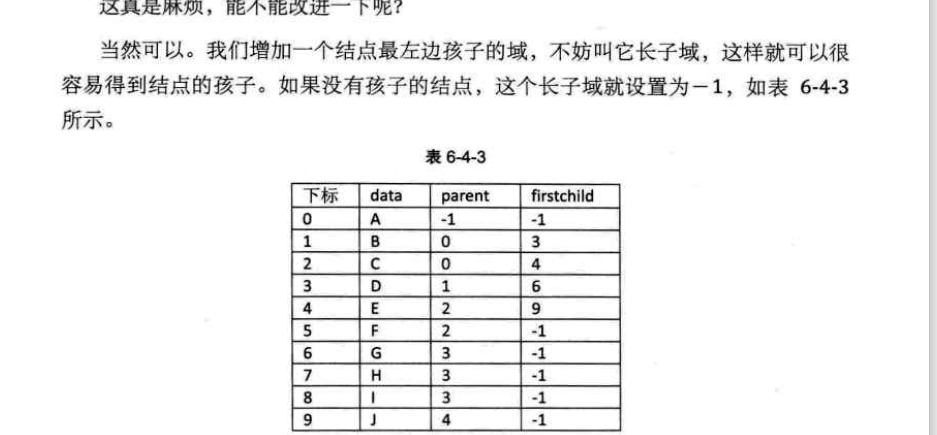 这真是麻烦，能不能改进一下呢？
当然可以。我们增加一个结点最左边孩子的域，不妨叫它长子域，这样就可以很
容易得到结点的孩子。如果没有孩子的结点，这个长子域就设置为－1，如表 6-4-3
所示。
表 6-4-3
下标 data parent firstchild
0 A -1 -1
1 B 0 3
2 C 0 4
3 D 1 6
4 E 2 9
5 F 2 -1
6 G 3 -1
7 H 3 -1
8 I 3 -1
9 J 4 -1